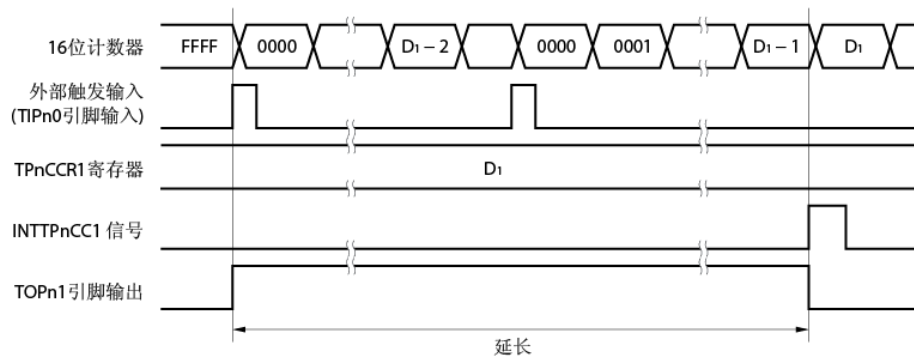 16位计数器 FFFF 0000 D1 – 2 0000 0001 D1 – 1 D1
外部触发输入
(TIPn0引脚输入)
TPnCCR1寄存器 D1
INTTPnCC1 信号
TOPn1引脚输出
延长